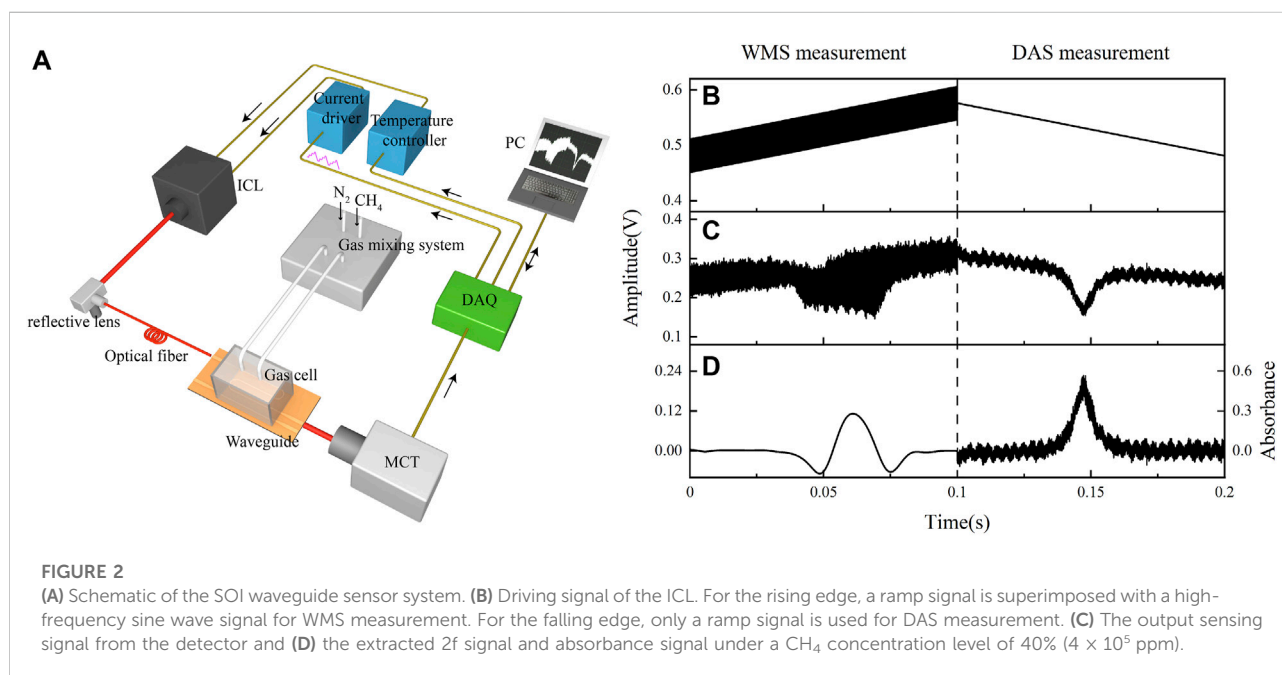 A
Current
driver
Temperature
controller
PC
ICL
N₂ CH₄
Gas mixing system
DAQ
reflective lens
Optical fiber
Gas cell
Waveguide
MCT
WMS measurement DAS measurement
B
0.6
0.5
0.4
C
0.4
0.3
0.2
0.1
Amplitude(V)
D
0.24
0.12
0.00
0.6
0.3
0.0
Absorbance
0 0.05 0.1 0.15 0.2
Time(s)
FIGURE 2
(A) Schematic of the SOI waveguide sensor system. (B) Driving signal of the ICL. For the rising edge, a ramp signal is superimposed with a high-
frequency sine wave signal for WMS measurement. For the falling edge, only a ramp signal is used for DAS measurement. (C) The output sensing
signal from the detector and (D) the extracted 2f signal and absorbance signal under a CH₄ concentration level of 40% (4 × 10⁵ ppm).